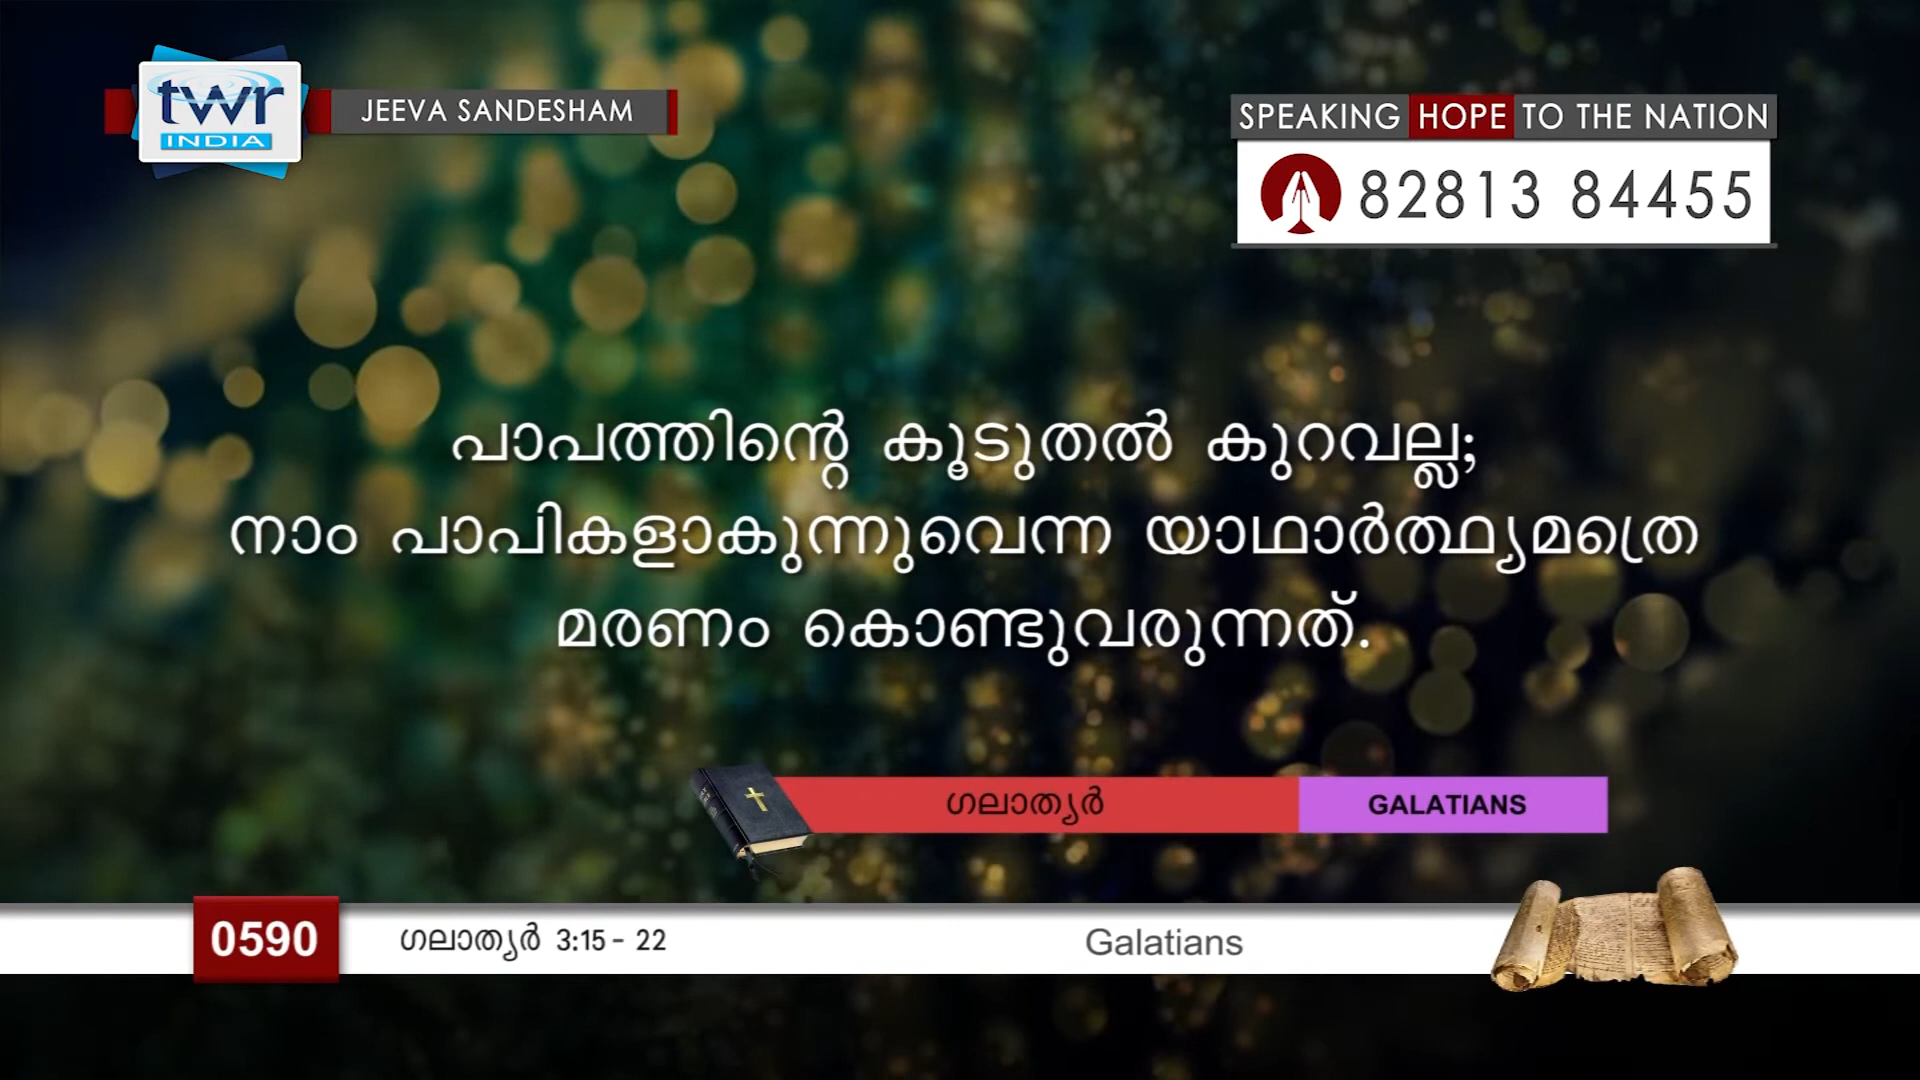 twr
INDIA
JEEVA SANDESHAM
SPEAKING HOPE TO THE NATION
82813 84455
പാപത്തിന്റെ കൂടുതൽ കുറവല്ല;
നാം പാപികളാകുന്നുവെന്ന യാഥാർത്ഥ്യമത്രെ
മരണം കൊണ്ടുവരുന്നത്.
ഗലാത്യർ GALATIANS
0590 ഗലാത്യർ 3:15- 22 Galatians